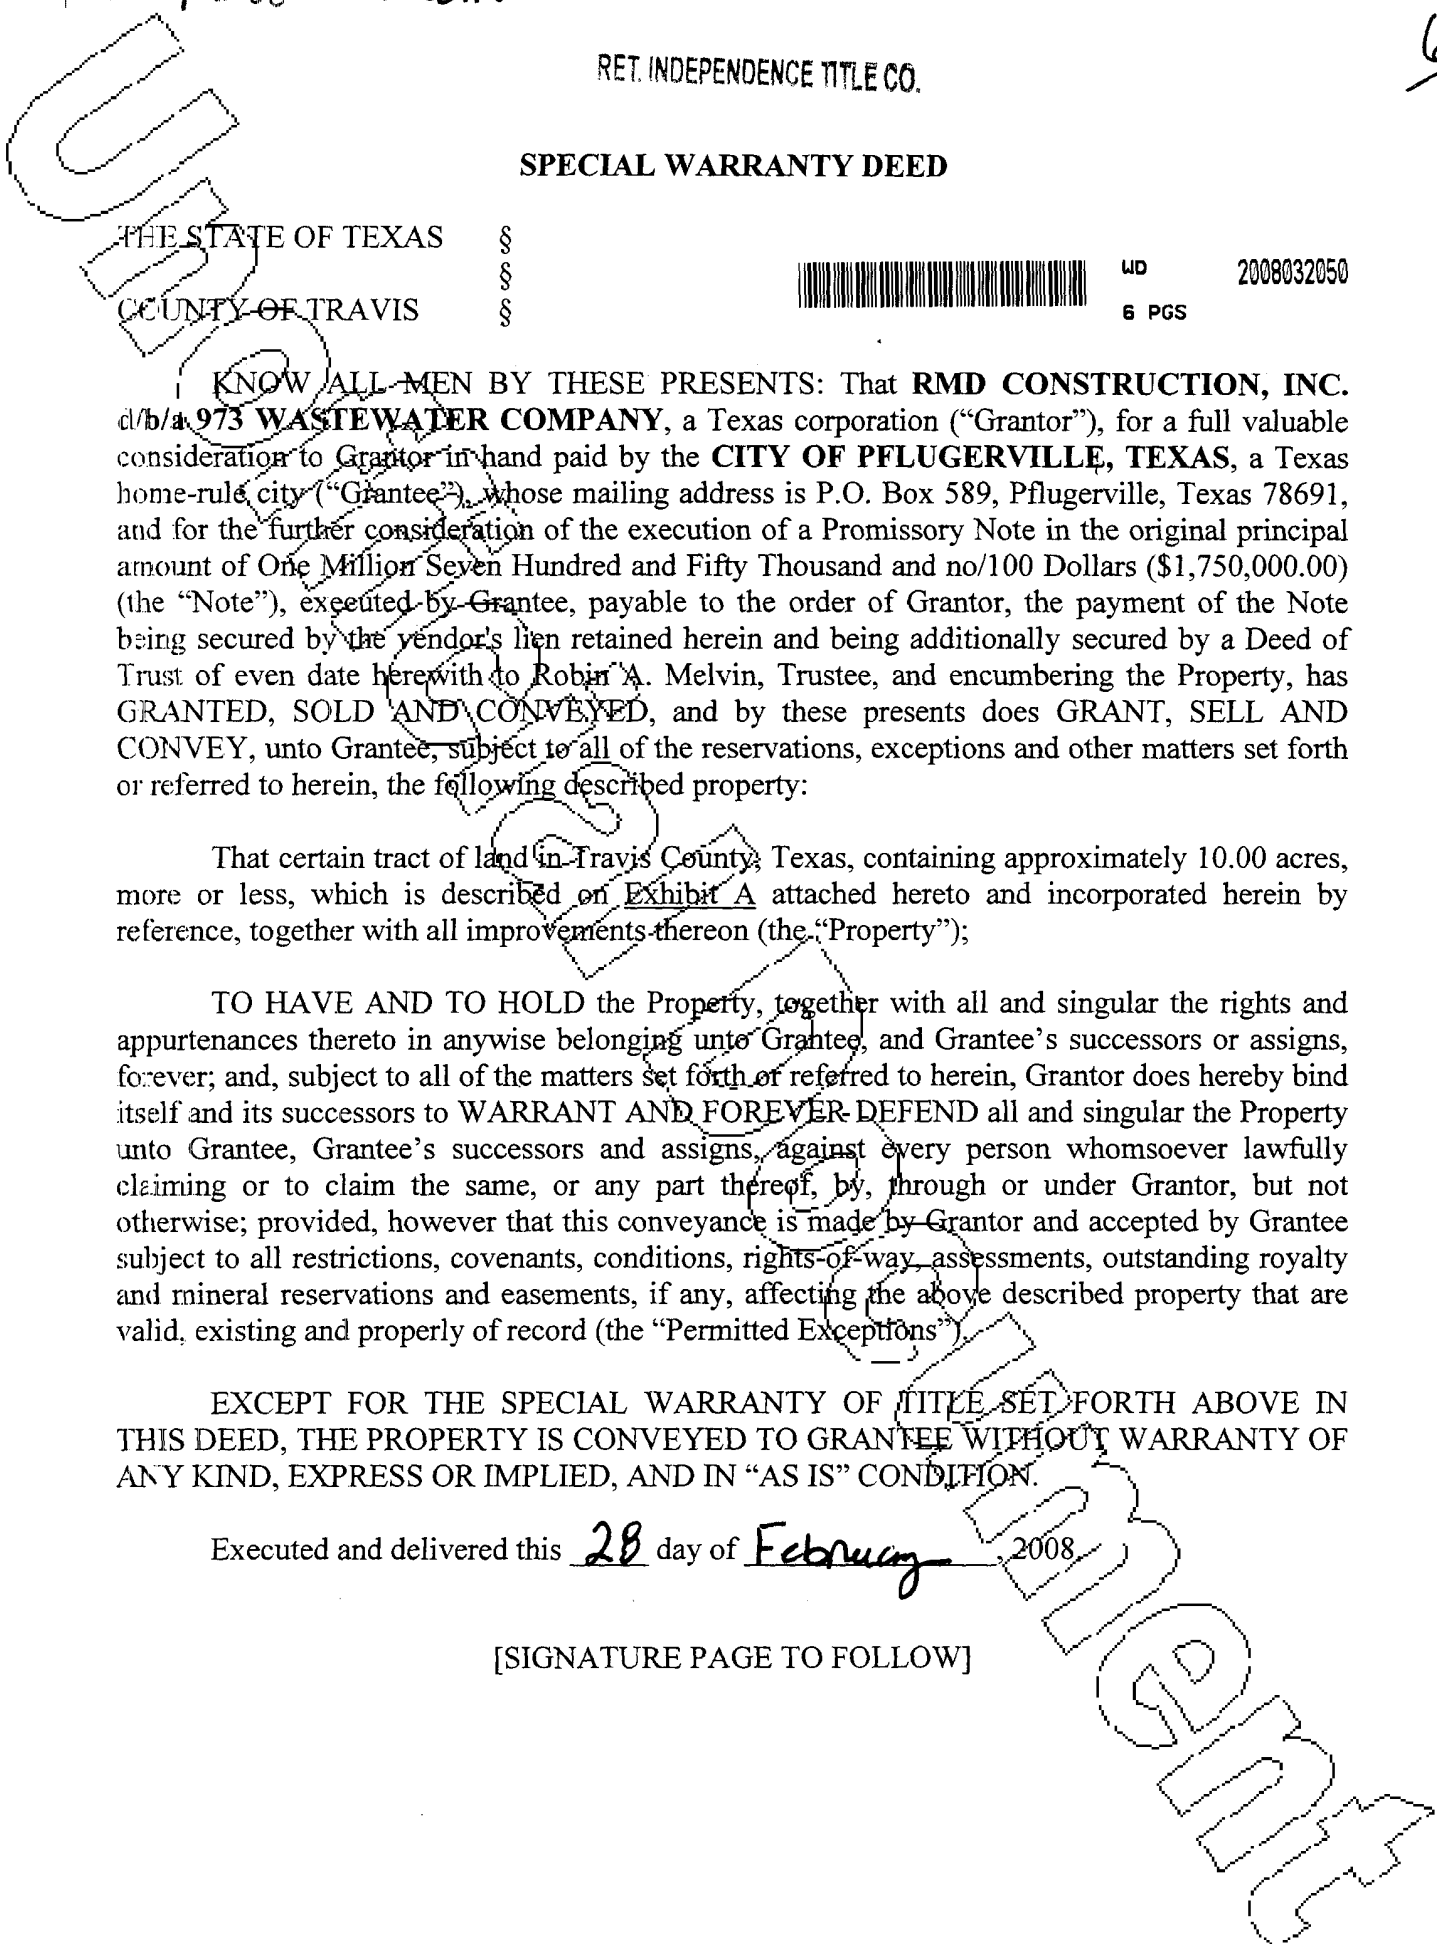 RET. INDEPENDENCE TITLE CO.
SPECIAL WARRANTY DEED
THE STATE OF TEXAS §
§
COUNTY OF TRAVIS §
WD 2008032050
6 PGS
KNOW ALL MEN BY THESE PRESENTS: That RMD CONSTRUCTION, INC.
d/b/a 973 WASTEWATER COMPANY, a Texas corporation (“Grantor”), for a full valuable
consideration to Grantor in hand paid by the CITY OF PFLUGERVILLE, TEXAS, a Texas
home-rule city (“Grantee”), whose mailing address is P.O. Box 589, Pflugerville, Texas 78691,
and for the further consideration of the execution of a Promissory Note in the original principal
amount of One Million Seven Hundred and Fifty Thousand and no/100 Dollars ($1,750,000.00)
(the “Note”), executed by Grantee, payable to the order of Grantor, the payment of the Note
being secured by the vendor's lien retained herein and being additionally secured by a Deed of
Trust of even date herewith to Robin A. Melvin, Trustee, and encumbering the Property, has
GRANTED, SOLD AND CONVEYED, and by these presents does GRANT, SELL AND
CONVEY, unto Grantee, subject to all of the reservations, exceptions and other matters set forth
or referred to herein, the following described property:
That certain tract of land in Travis County, Texas, containing approximately 10.00 acres,
more or less, which is described on Exhibit A attached hereto and incorporated herein by
reference, together with all improvements thereon (the “Property”);
TO HAVE AND TO HOLD the Property, together with all and singular the rights and
appurtenances thereto in anywise belonging unto Grantee, and Grantee’s successors or assigns,
forever; and, subject to all of the matters set forth or referred to herein, Grantor does hereby bind
itself and its successors to WARRANT AND FOREVER DEFEND all and singular the Property
unto Grantee, Grantee’s successors and assigns, against every person whomsoever lawfully
claiming or to claim the same, or any part thereof, by, through or under Grantor, but not
otherwise; provided, however that this conveyance is made by Grantor and accepted by Grantee
subject to all restrictions, covenants, conditions, rights-of-way, assessments, outstanding royalty
and mineral reservations and easements, if any, affecting the above described property that are
valid, existing and properly of record (the “Permitted Exceptions”).
EXCEPT FOR THE SPECIAL WARRANTY OF TITLE SET FORTH ABOVE IN
THIS DEED, THE PROPERTY IS CONVEYED TO GRANTEE WITHOUT WARRANTY OF
ANY KIND, EXPRESS OR IMPLIED, AND IN “AS IS” CONDITION.
Executed and delivered this 28 day of February, 2008.
[SIGNATURE PAGE TO FOLLOW]
Unofficial Document